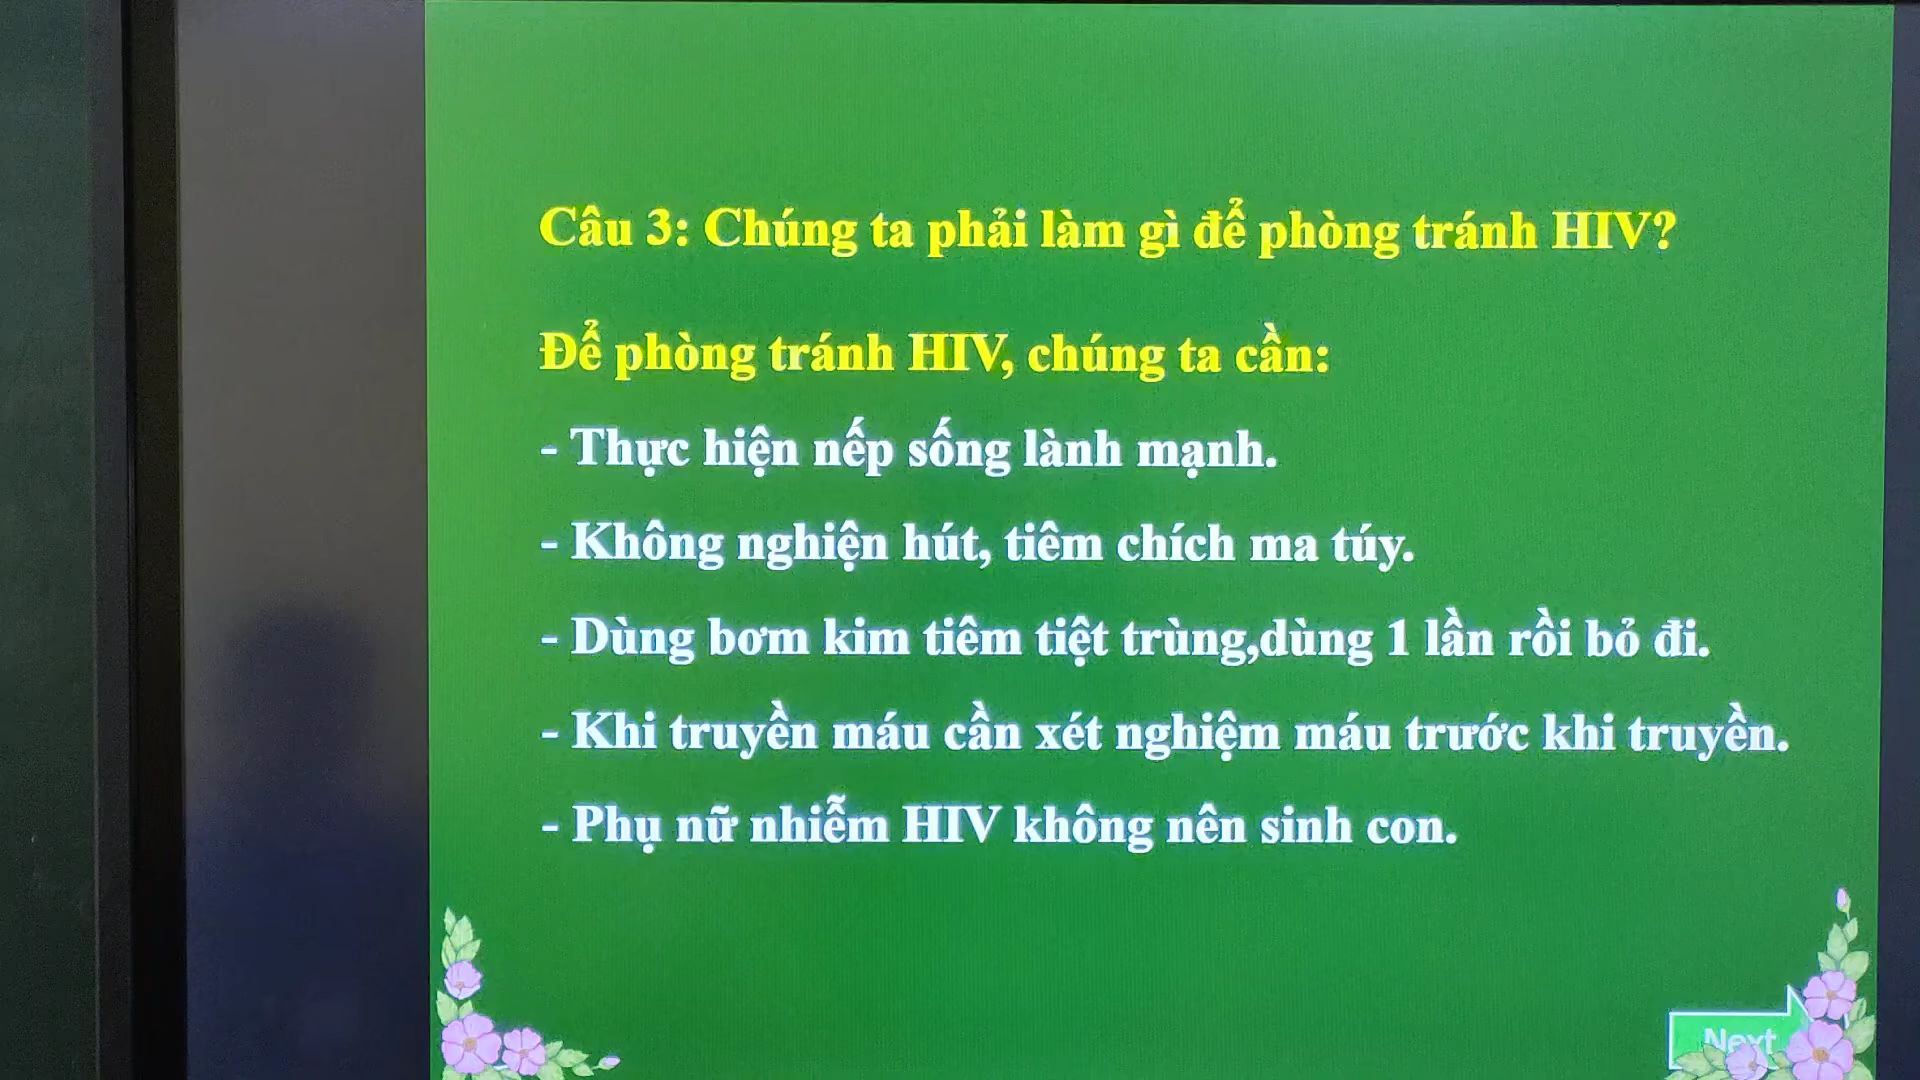 Câu 3: Chúng ta phải làm gì để phòng tránh HIV?
Để phòng tránh HIV, chúng ta cần:
- Thực hiện nếp sống lành mạnh.
- Không nghiện hút, tiêm chích ma túy.
- Dùng bơm kim tiêm tiệt trùng,dùng 1 lần rồi bỏ đi.
- Khi truyền máu cần xét nghiệm máu trước khi truyền.
- Phụ nữ nhiễm HIV không nên sinh con.
Next